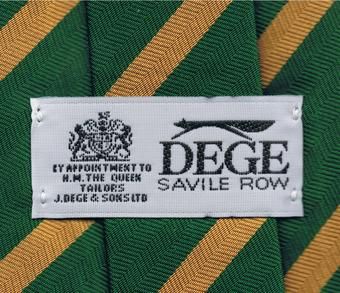 BY APPOINTMENT TO
H.M. THE QUEEN
TAILORS
J. DEGE & SONS LTD
DEGE
SAVILE ROW